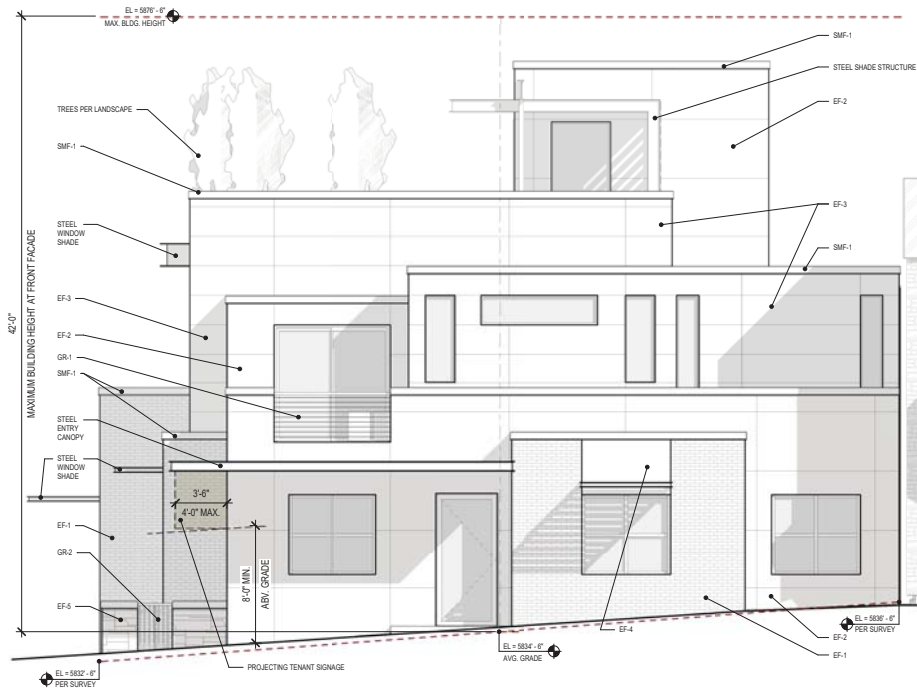 EL = 5876' - 6"
MAX. BLDG. HEIGHT
SMF-1
STEEL SHADE STRUCTURE
EF-2
TREES PER LANDSCAPE
SMF-1
EF-3
STEEL
WINDOW
SHADE
SMF-1
42'-0"
MAXIMUM BUILDING HEIGHT AT FRONT FACADE
EF-3
EF-2
GR-1
SMF-1
STEEL
ENTRY
CANOPY
STEEL
WINDOW
SHADE
3'-6"
4'-0" MAX.
EF-1
GR-2
8'-0" MIN.
ABV. GRADE
EF-5
EF-4
EL = 5836' - 6"
PER SURVEY
EF-2
EF-1
EL = 5834' - 6"
AVG. GRADE
PROJECTING TENANT SIGNAGE
EL = 5832' - 6"
PER SURVEY